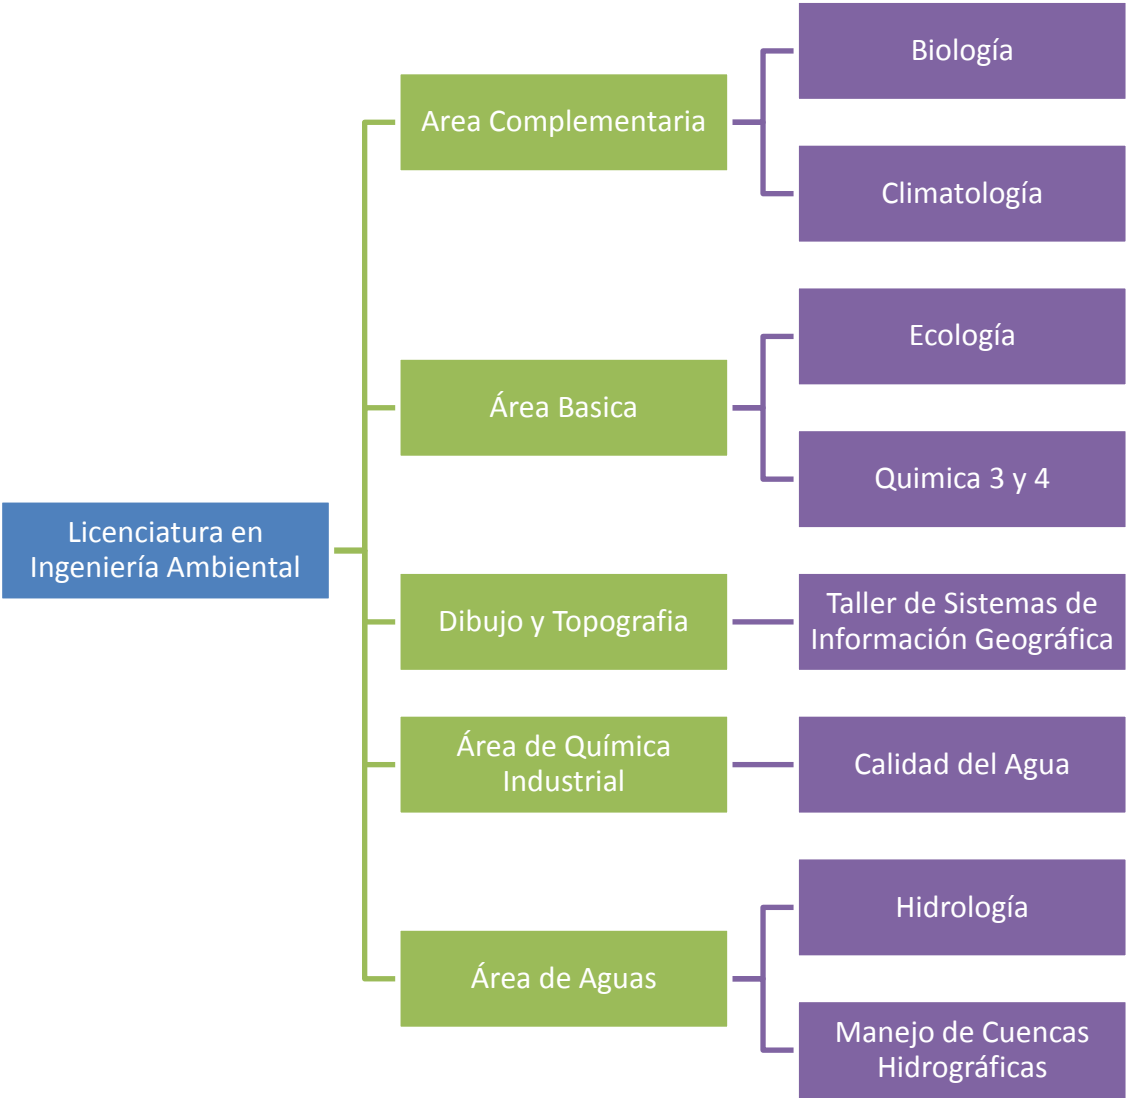 Licenciatura en
Ingeniería Ambiental
Area Complementaria
Biología
Climatología
Área Basica
Ecología
Quimica 3 y 4
Dibujo y Topografia
Taller de Sistemas de
Información Geográfica
Área de Química
Industrial
Calidad del Agua
Área de Aguas
Hidrología
Manejo de Cuencas
Hidrográficas